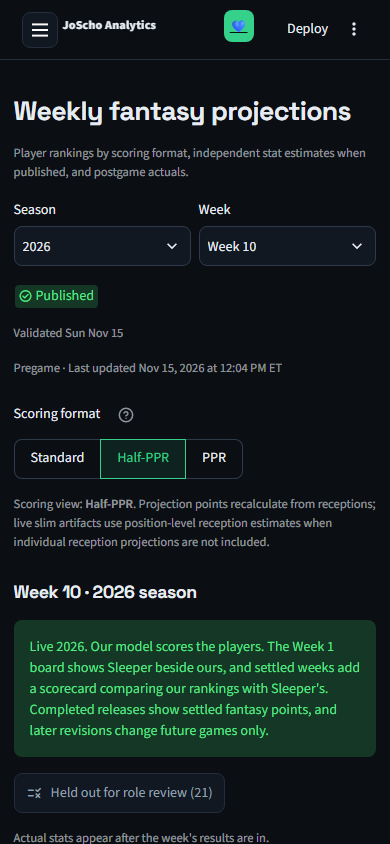 JoScho Analytics
Deploy
Weekly fantasy projections
Player rankings by scoring format, independent stat estimates when
published, and postgame actuals.
Season
Week
2026
Week 10
Published
Validated Sun Nov 15
Pregame · Last updated Nov 15, 2026 at 12:04 PM ET
Scoring format
Standard
Half-PPR
PPR
Scoring view: Half-PPR. Projection points recalculate from receptions;
live slim artifacts use position-level reception estimates when
individual reception projections are not included.
Week 10 · 2026 season
Live 2026. Our model scores the players. The Week 1
board shows Sleeper beside ours, and settled weeks add
a scorecard comparing our rankings with Sleeper's.
Completed releases show settled fantasy points, and
later revisions change future games only.
Held out for role review (21)
Actual stats appear after the week's results are in.